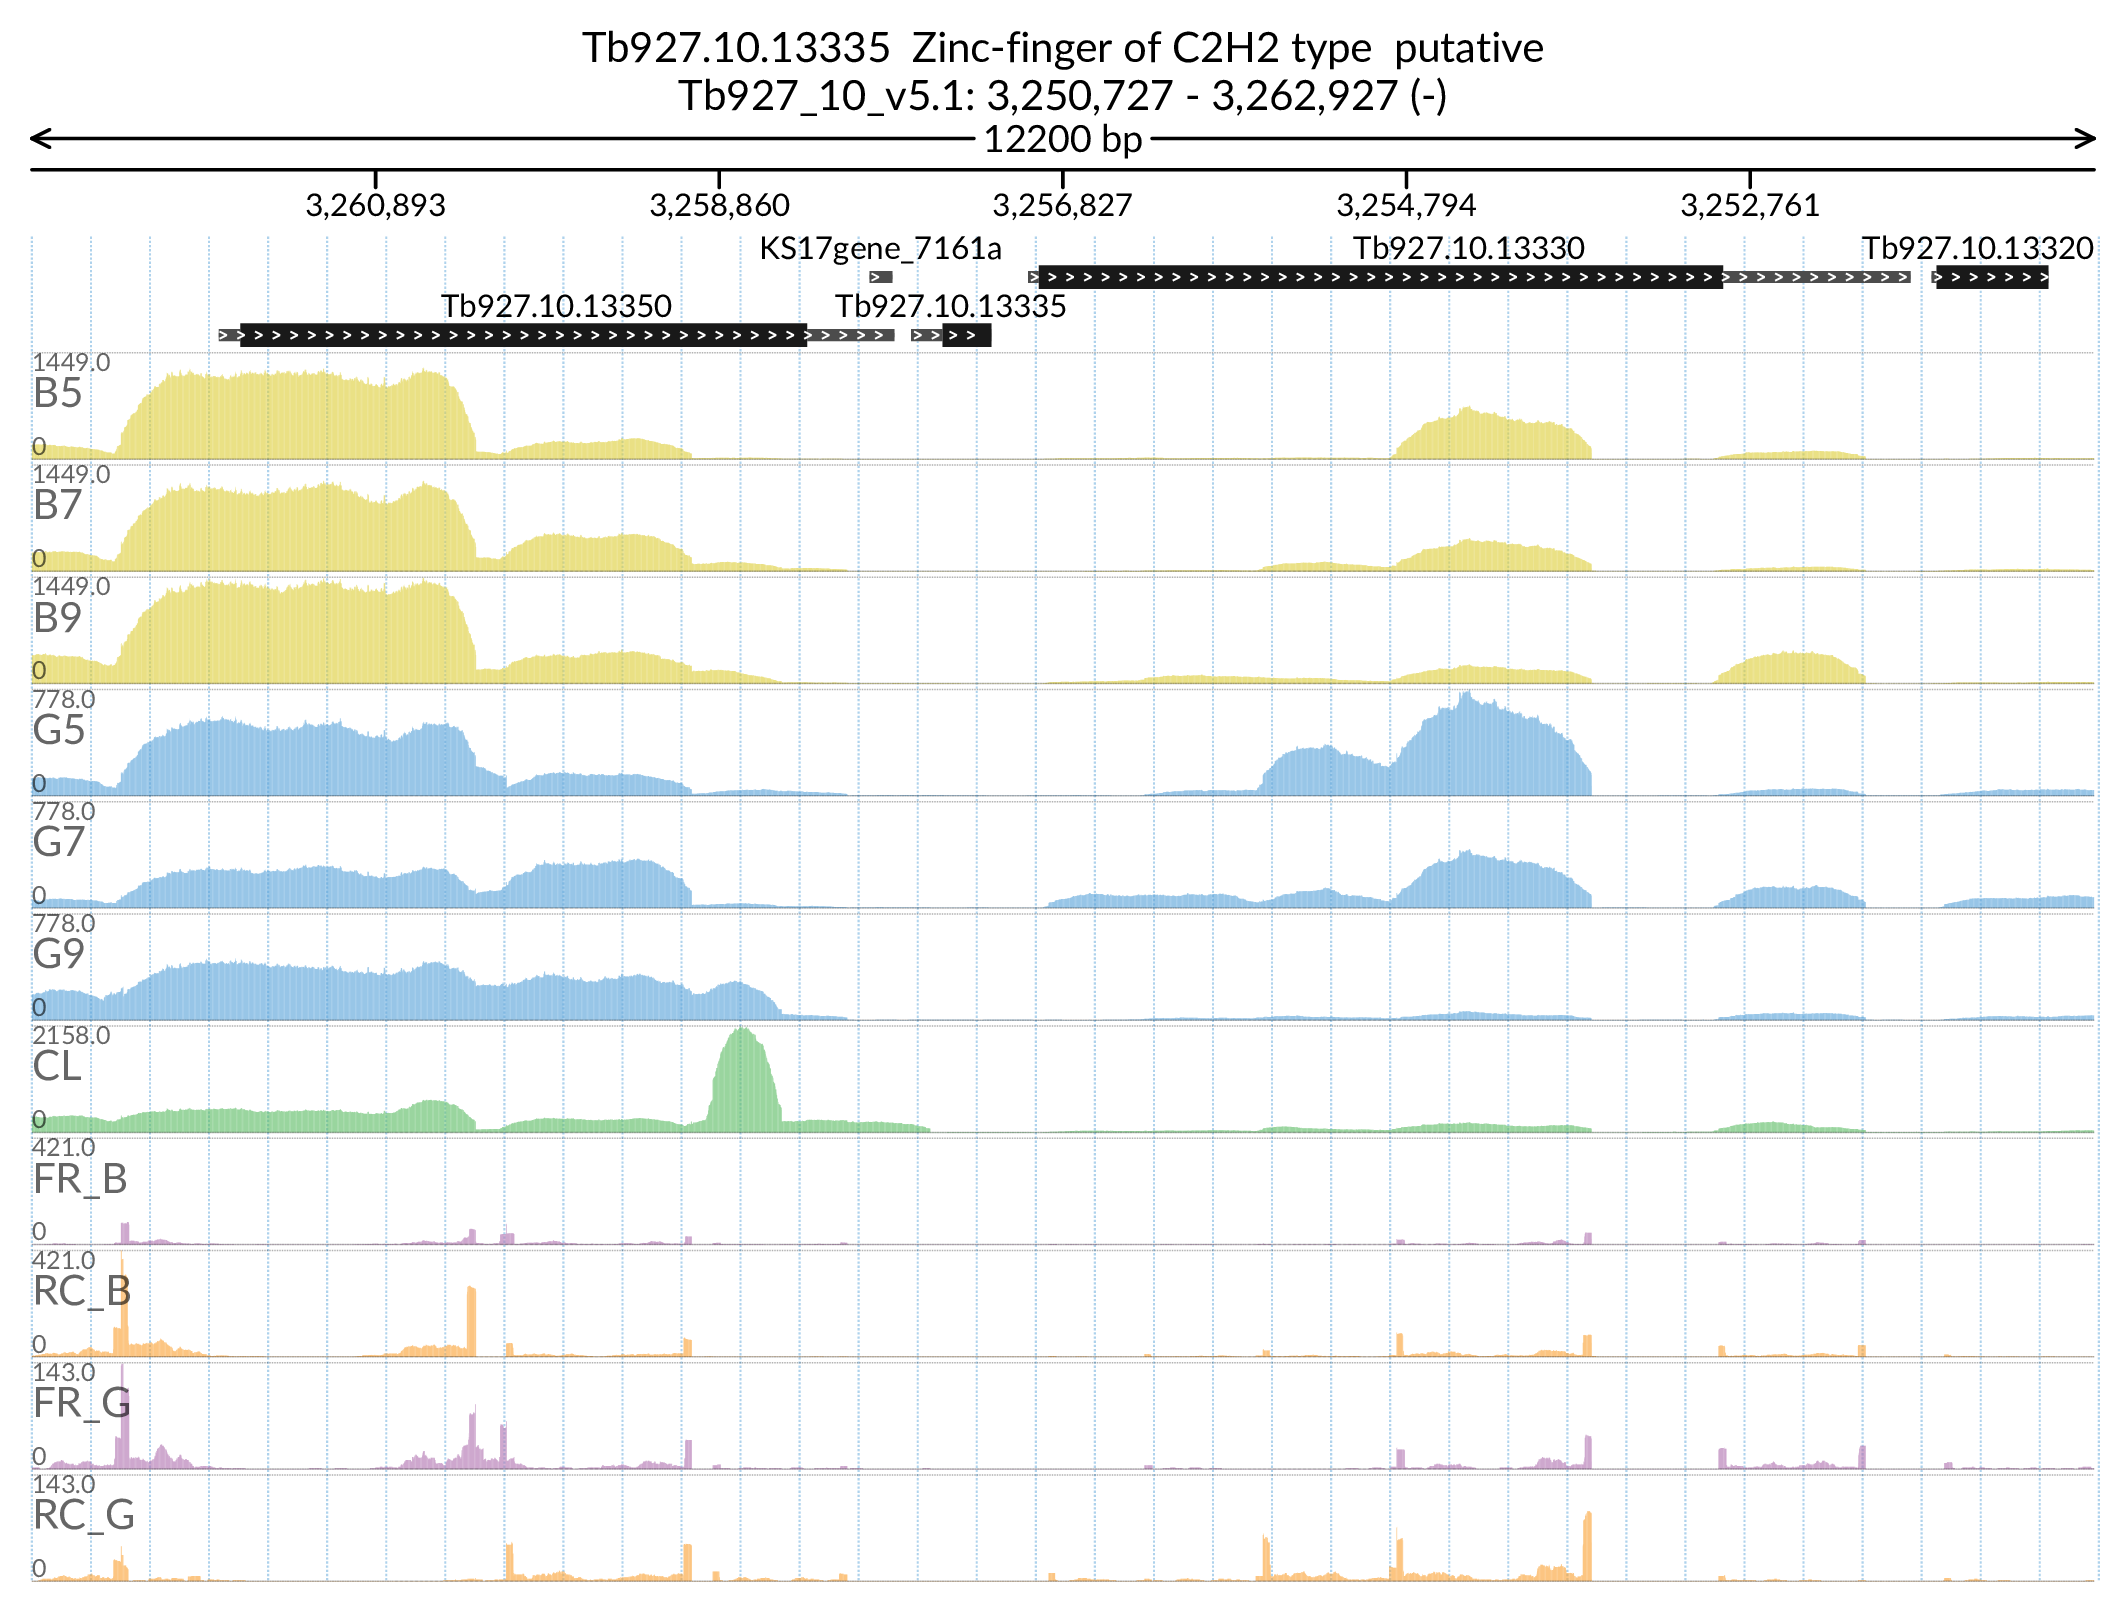 Tb927.10.13335  Zinc-finger of C2H2 type  putative
Tb927_10_v5.1: 3,250,727 - 3,262,927 (-)
12200 bp
3,260,893 3,258,860 3,256,827 3,254,794 3,252,761
KS17gene_7161a Tb927.10.13330 Tb927.10.13320
Tb927.10.13350 Tb927.10.13335
1449.0
B5
0
1449.0
B7
0
1449.0
B9
0
778.0
G5
0
778.0
G7
0
778.0
G9
0
2158.0
CL
0
421.0
FR_B
0
421.0
RC_B
0
143.0
FR_G
0
143.0
RC_G
0